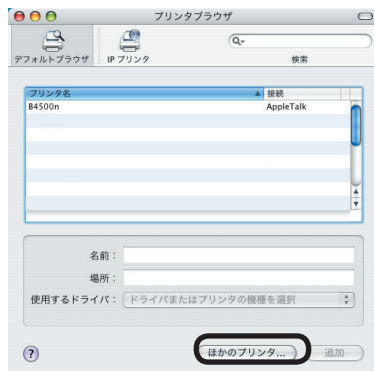 プリンタブラウザ
デフォルトブラウザ IP プリンタ 検索
プリンタ名 接続
B4500n AppleTalk
名前：
場所：
使用するドライバ： ドライバまたはプリンタの機種を選択
? ほかのプリンタ... 追加